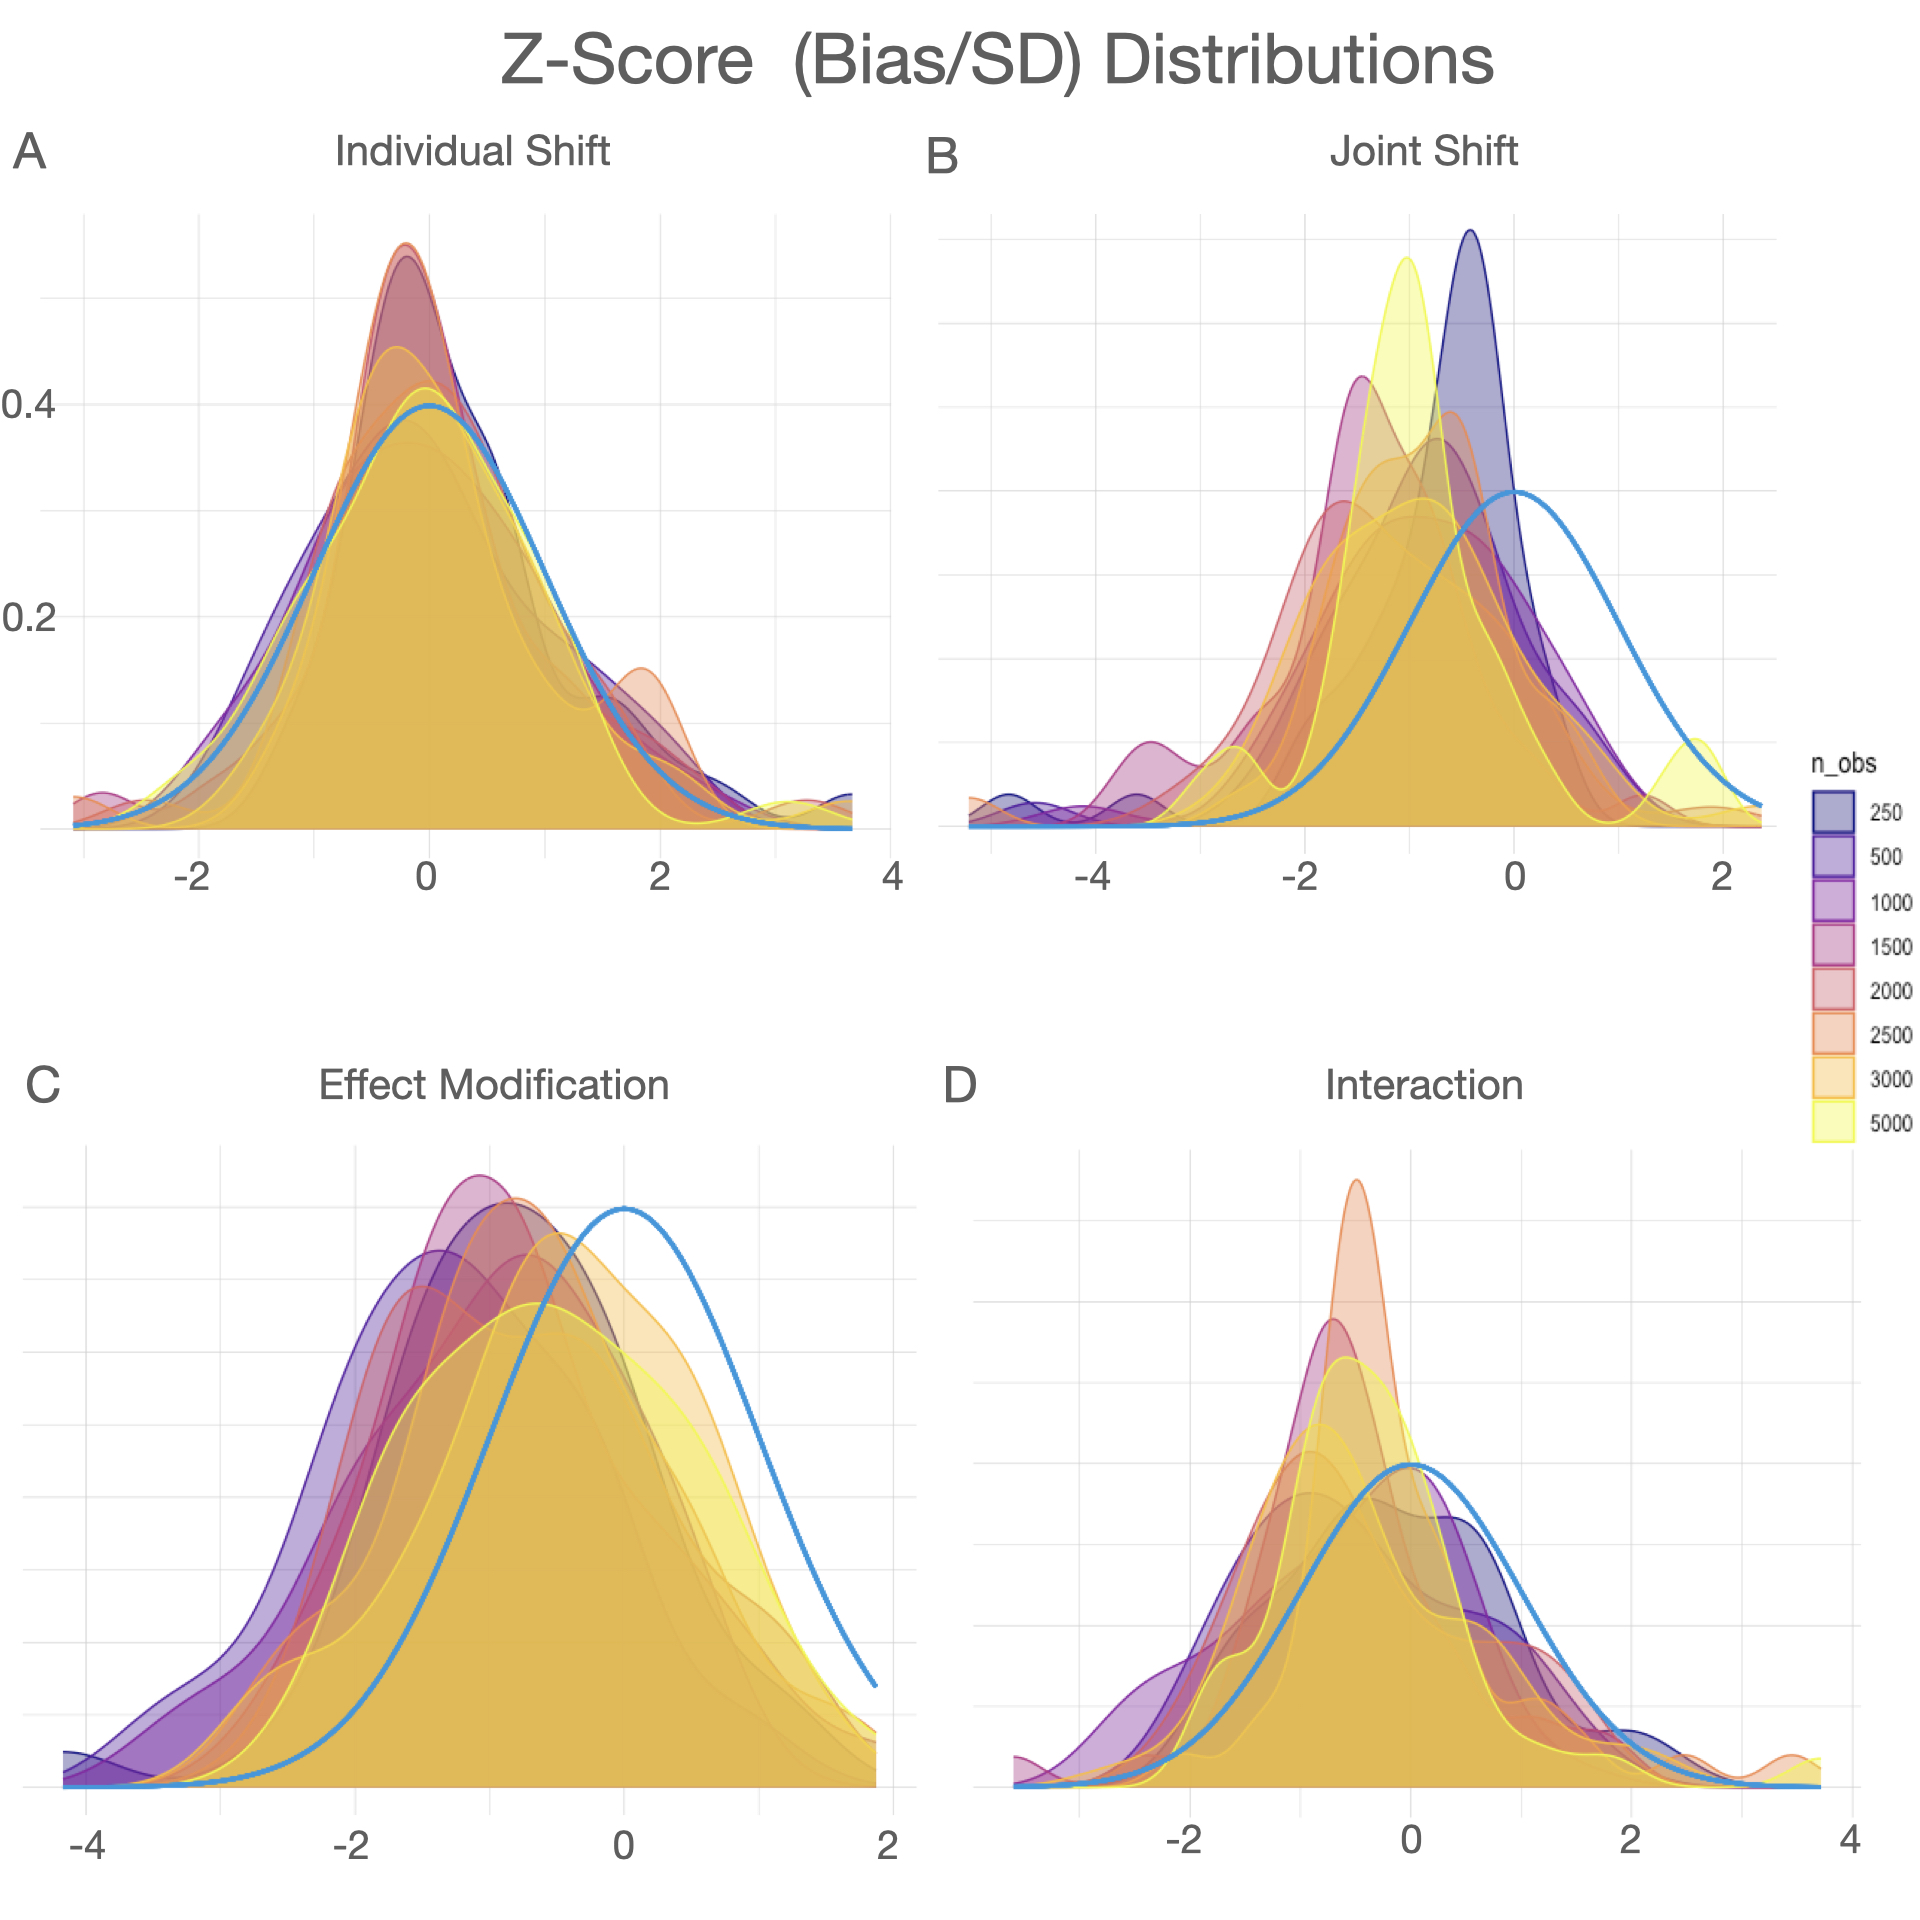 Z-Score (Bias/SD) Distributions
A Individual Shift
B Joint Shift
0.4
0.2
-2 0 2 4
-4 -2 0 2
n_obs
250
500
1000
1500
2000
2500
3000
5000
C Effect Modification
D Interaction
-4 -2 0 2
-2 0 2 4